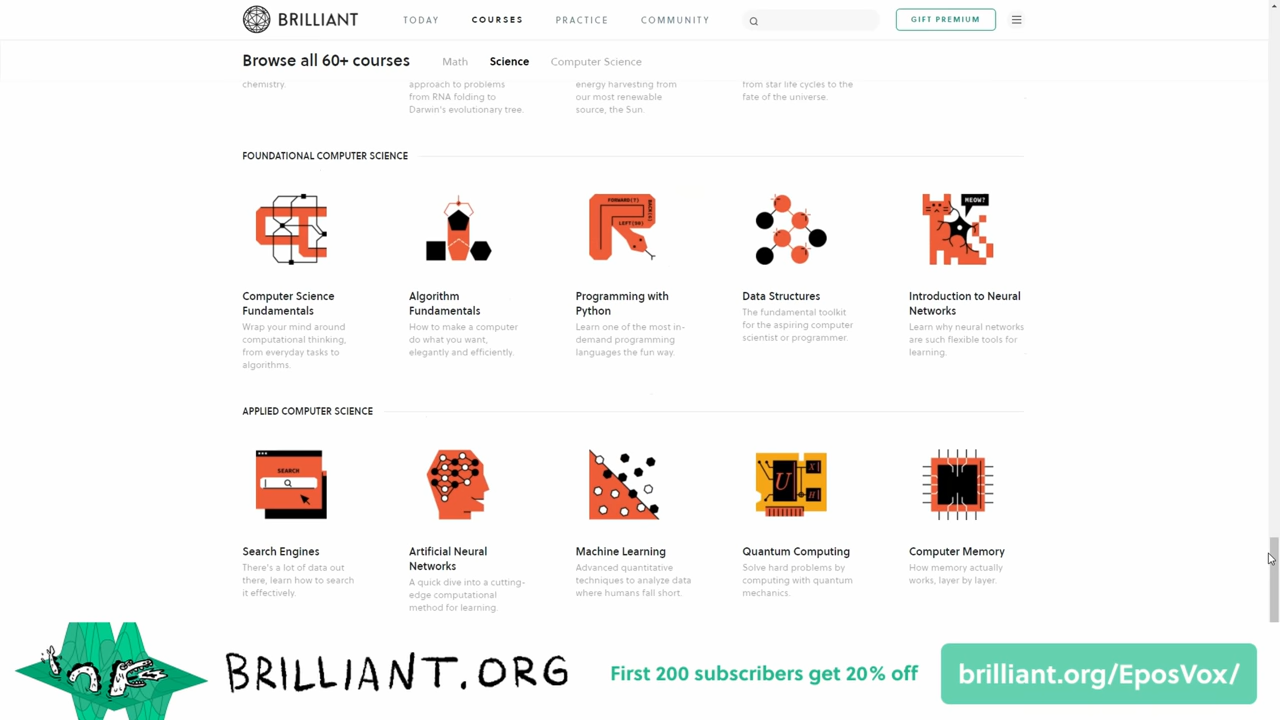 BRILLIANT
TODAY
COURSES
PRACTICE
COMMUNITY
GIFT PREMIUM
Browse all 60+ courses
Math
Science
Computer Science
chemistry.
approach to problems
from RNA folding to
Darwin's evolutionary tree.
energy harvesting from
our most renewable
source, the Sun.
from star life cycles to the
fate of the universe.
FOUNDATIONAL COMPUTER SCIENCE
FORWARD(7)
LEFT(90)
BACK(5)
MEOW?
Computer Science
Fundamentals
Wrap your mind around
computational thinking,
from everyday tasks to
algorithms.
Algorithm
Fundamentals
How to make a computer
do what you want,
elegantly and efficiently.
Programming with
Python
Learn one of the most in-
demand programming
languages the fun way.
Data Structures
The fundamental toolkit
for the aspiring computer
scientist or programmer.
Introduction to Neural
Networks
Learn why neural networks
are such flexible tools for
learning.
APPLIED COMPUTER SCIENCE
SEARCH
U
X
H
Search Engines
There's a lot of data out
there, learn how to search
it effectively.
Artificial Neural
Networks
A quick dive into a cutting-
edge computational
method for learning.
Machine Learning
Advanced quantitative
techniques to analyze data
where humans fall short.
Quantum Computing
Solve hard problems by
computing with quantum
mechanics.
Computer Memory
How memory actually
works, layer by layer.
BRILLIANT.ORG
First 200 subscribers get 20% off
brilliant.org/EposVox/